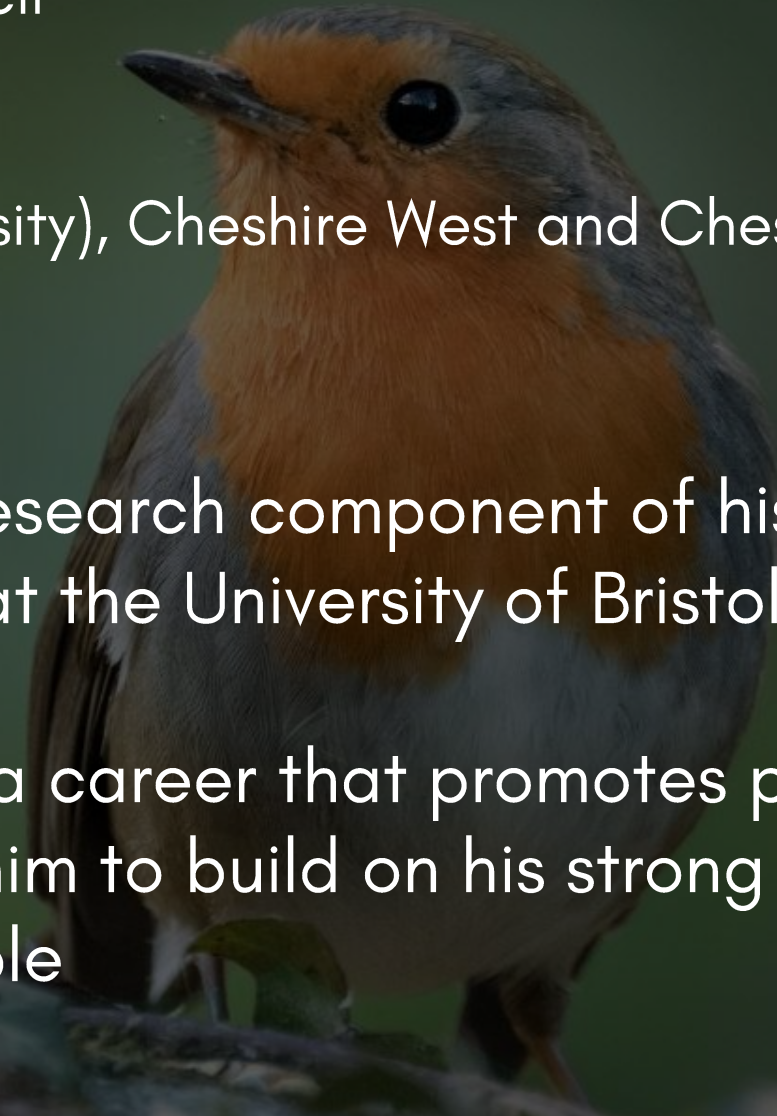 sity), Cheshire West and Ches
esearch component of his
at the University of Bristol
a career that promotes p
him to build on his strong
ple